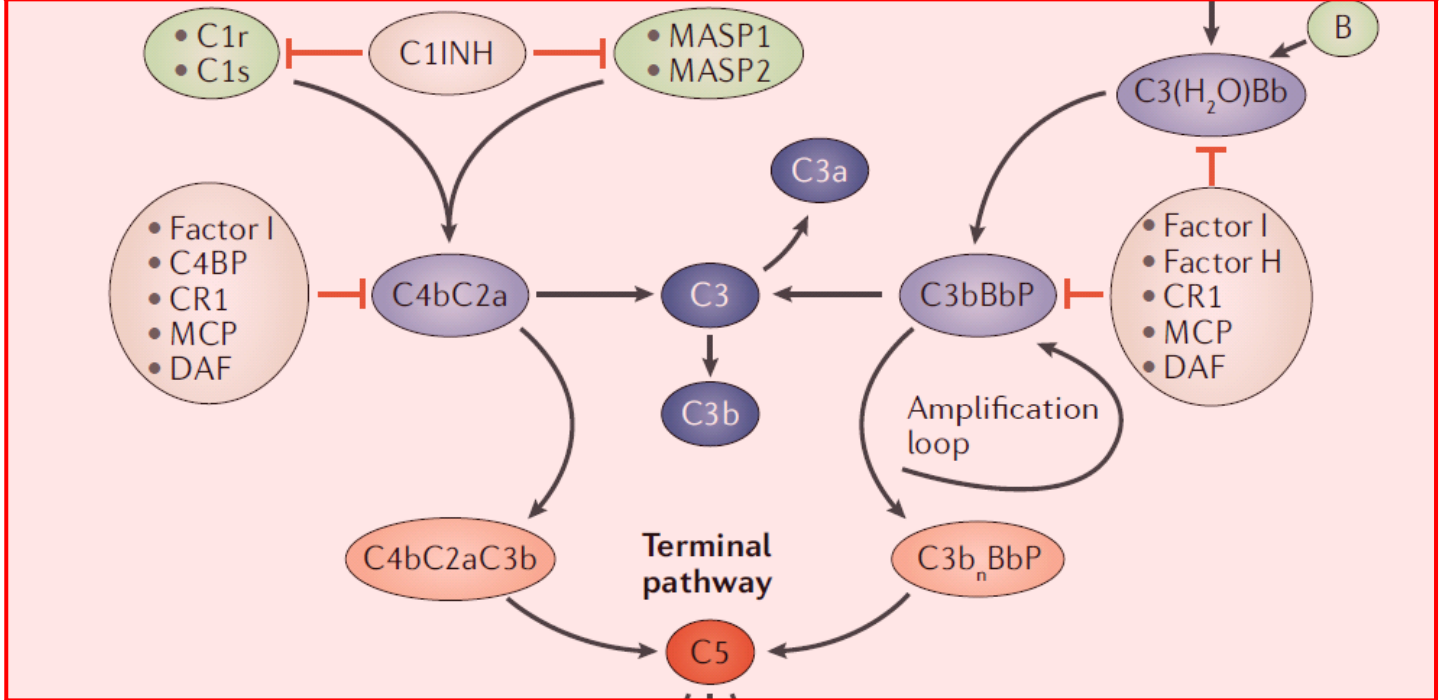 • C1r
• C1s
C1INH
• MASP1
• MASP2
B
C3(H₂O)Bb
C3a
• Factor I
• C4BP
• CR1
• MCP
• DAF
C4bC2a
C3
C3bBbP
• Factor I
• Factor H
• CR1
• MCP
• DAF
C3b
Amplification
loop
C4bC2aC3b
Terminal
pathway
C3bₙBbP
C5